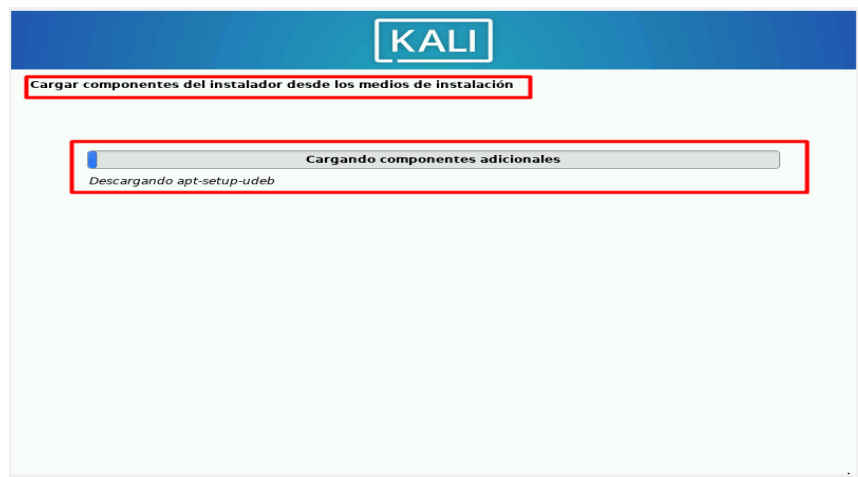 KALI
Cargar componentes del instalador desde los medios de instalación
Cargando componentes adicionales
Descargando apt-setup-udeb
.